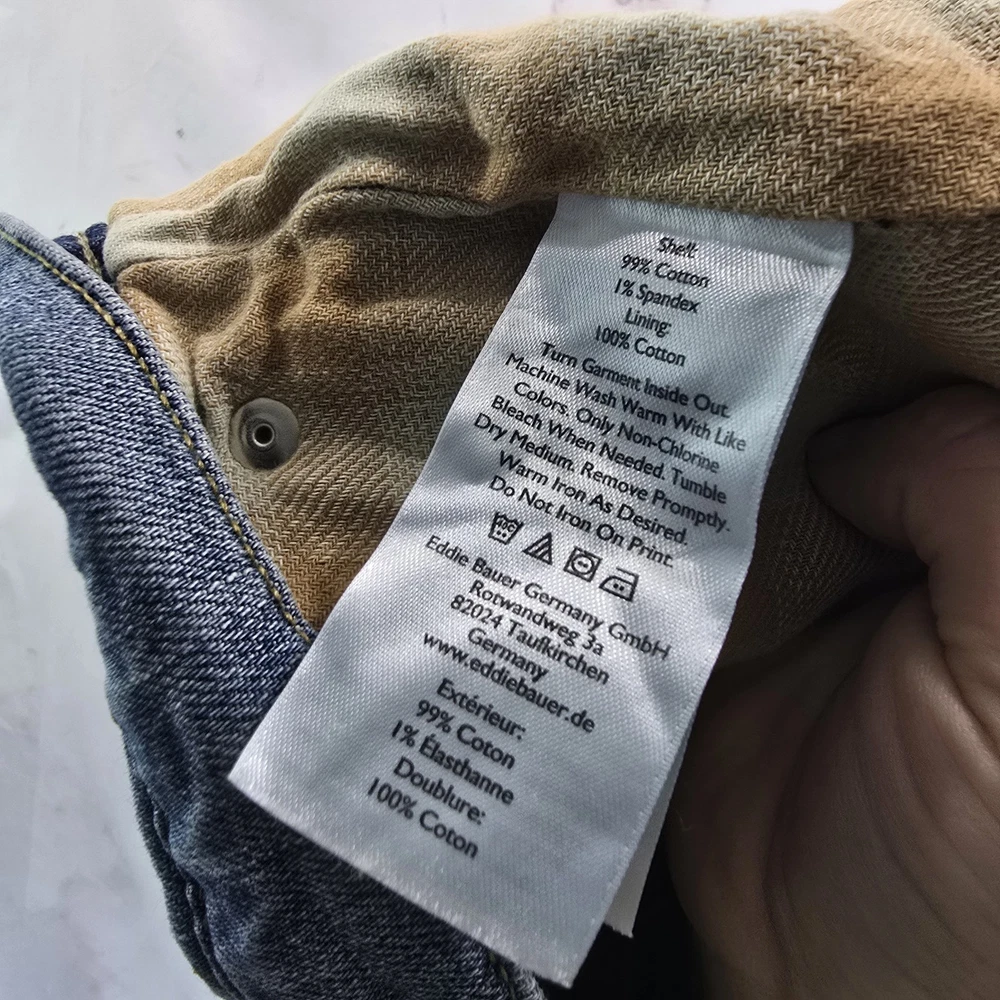 Shell:
99% Cotton
1% Spandex
Lining:
100% Cotton
Turn Garment Inside Out.
Machine Wash Warm With Like
Colors. Only Non-Chlorine
Bleach When Needed. Tumble
Dry Medium. Remove Promptly.
Warm Iron As Desired.
Do Not Iron On Print.
Eddie Bauer Germany GmbH
Rotwandweg 3a
82024 Taufkirchen
Germany
www.eddiebauer.de
Extérieur:
99% Coton
1% Élasthanne
Doublure:
100% Coton